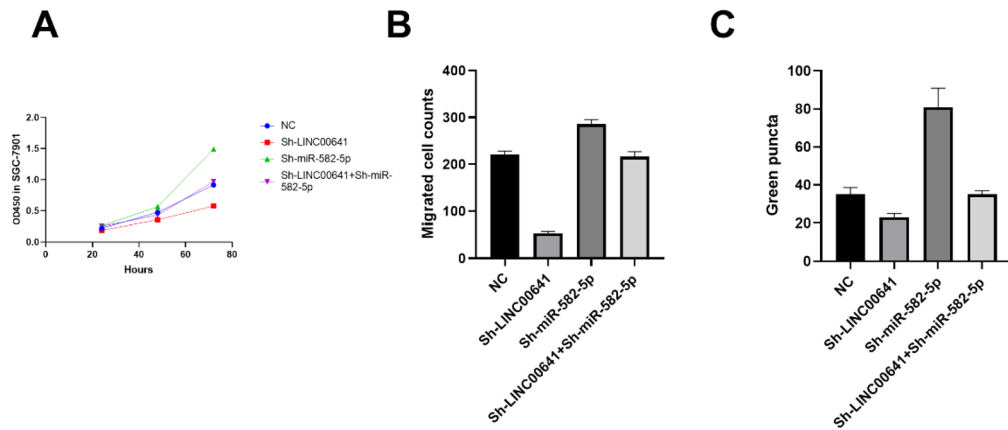 A
B
C
OD450 in SGC-7901
2.0
1.5
1.0
0.5
0.0
0
20
40
60
80
Hours
NC
Sh-LINC00641
Sh-miR-582-5p
Sh-LINC00641+Sh-miR-
582-5p
Migrated cell counts
400
300
200
100
0
NC
Sh-LINC00641
Sh-miR-582-5p
Sh-LINC00641+Sh-miR-582-5p
Green puncta
100
80
60
40
20
0
NC
Sh-LINC00641
Sh-miR-582-5p
Sh-LINC00641+Sh-miR-582-5p